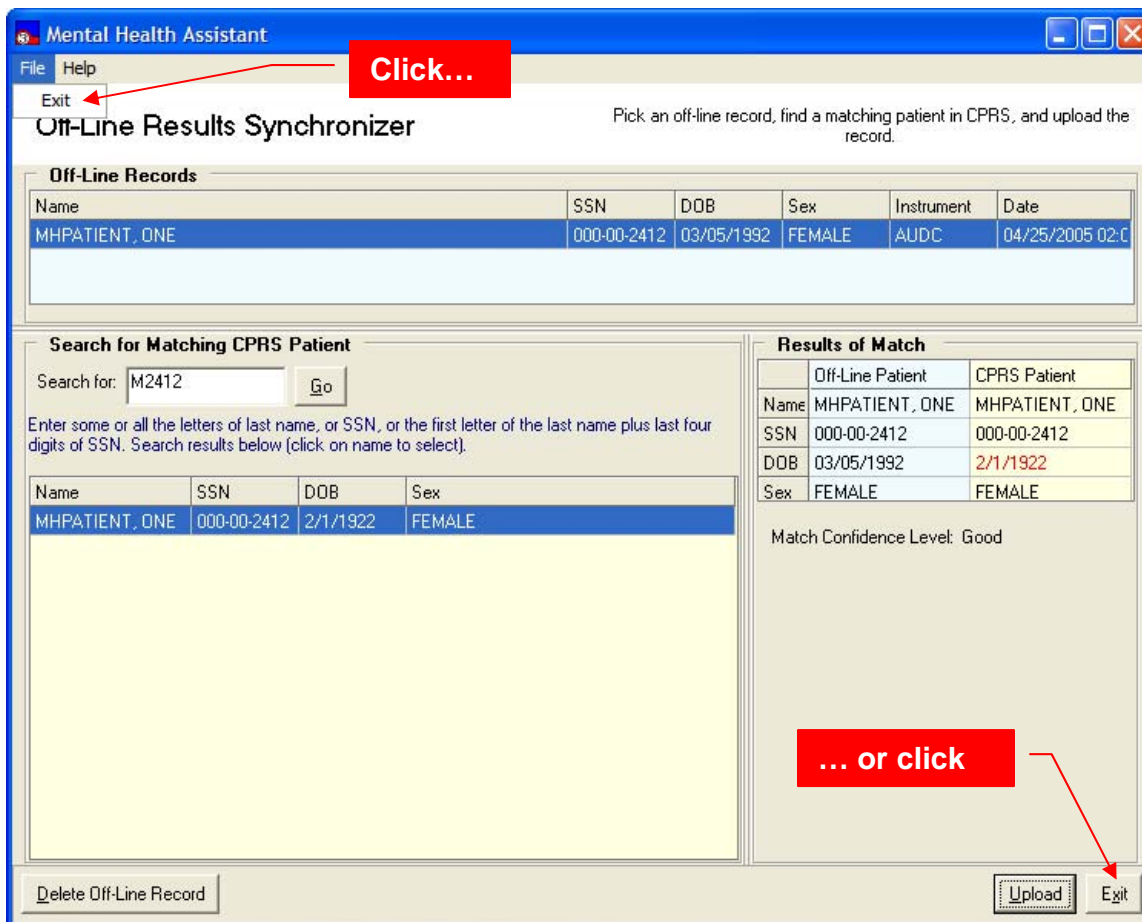 Mental Health Assistant
File Help
Click…
Exit
Off-Line Results Synchronizer
Pick an off-line record, find a matching patient in CPRS, and upload the
record.
Off-Line Records
Name SSN DOB Sex Instrument Date
MHPATIENT, ONE 000-00-2412 03/05/1992 FEMALE AUDC 04/25/2005 02:0
Search for Matching CPRS Patient
Search for: M2412 Go
Enter some or all the letters of last name, or SSN, or the first letter of the last name plus last four
digits of SSN. Search results below (click on name to select).
Name SSN DOB Sex
MHPATIENT, ONE 000-00-2412 2/1/1922 FEMALE
Results of Match
Off-Line Patient CPRS Patient
Name MHPATIENT, ONE MHPATIENT, ONE
SSN 000-00-2412 000-00-2412
DOB 03/05/1992 2/1/1922
Sex FEMALE FEMALE
Match Confidence Level: Good
… or click
Delete Off-Line Record Upload Exit